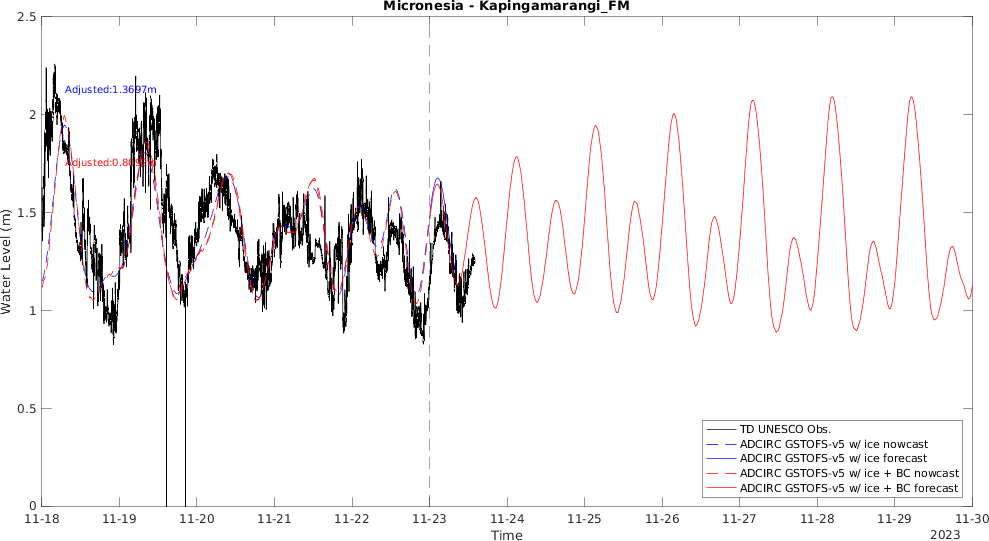 Micronesia - Kapingamarangi_FM
Water Level (m)
2.5
2
1.5
1
0.5
0
Adjusted:1.3697m
TD UNESCO Obs.
ADCIRC GSTOFS-v5 w/ ice nowcast
ADCIRC GSTOFS-v5 w/ ice forecast
ADCIRC GSTOFS-v5 w/ ice + BC nowcast
ADCIRC GSTOFS-v5 w/ ice + BC forecast
11-18 11-19 11-20 11-21 11-22 11-23 11-24 11-25 11-26 11-27 11-28 11-29 11-30
Time
2023